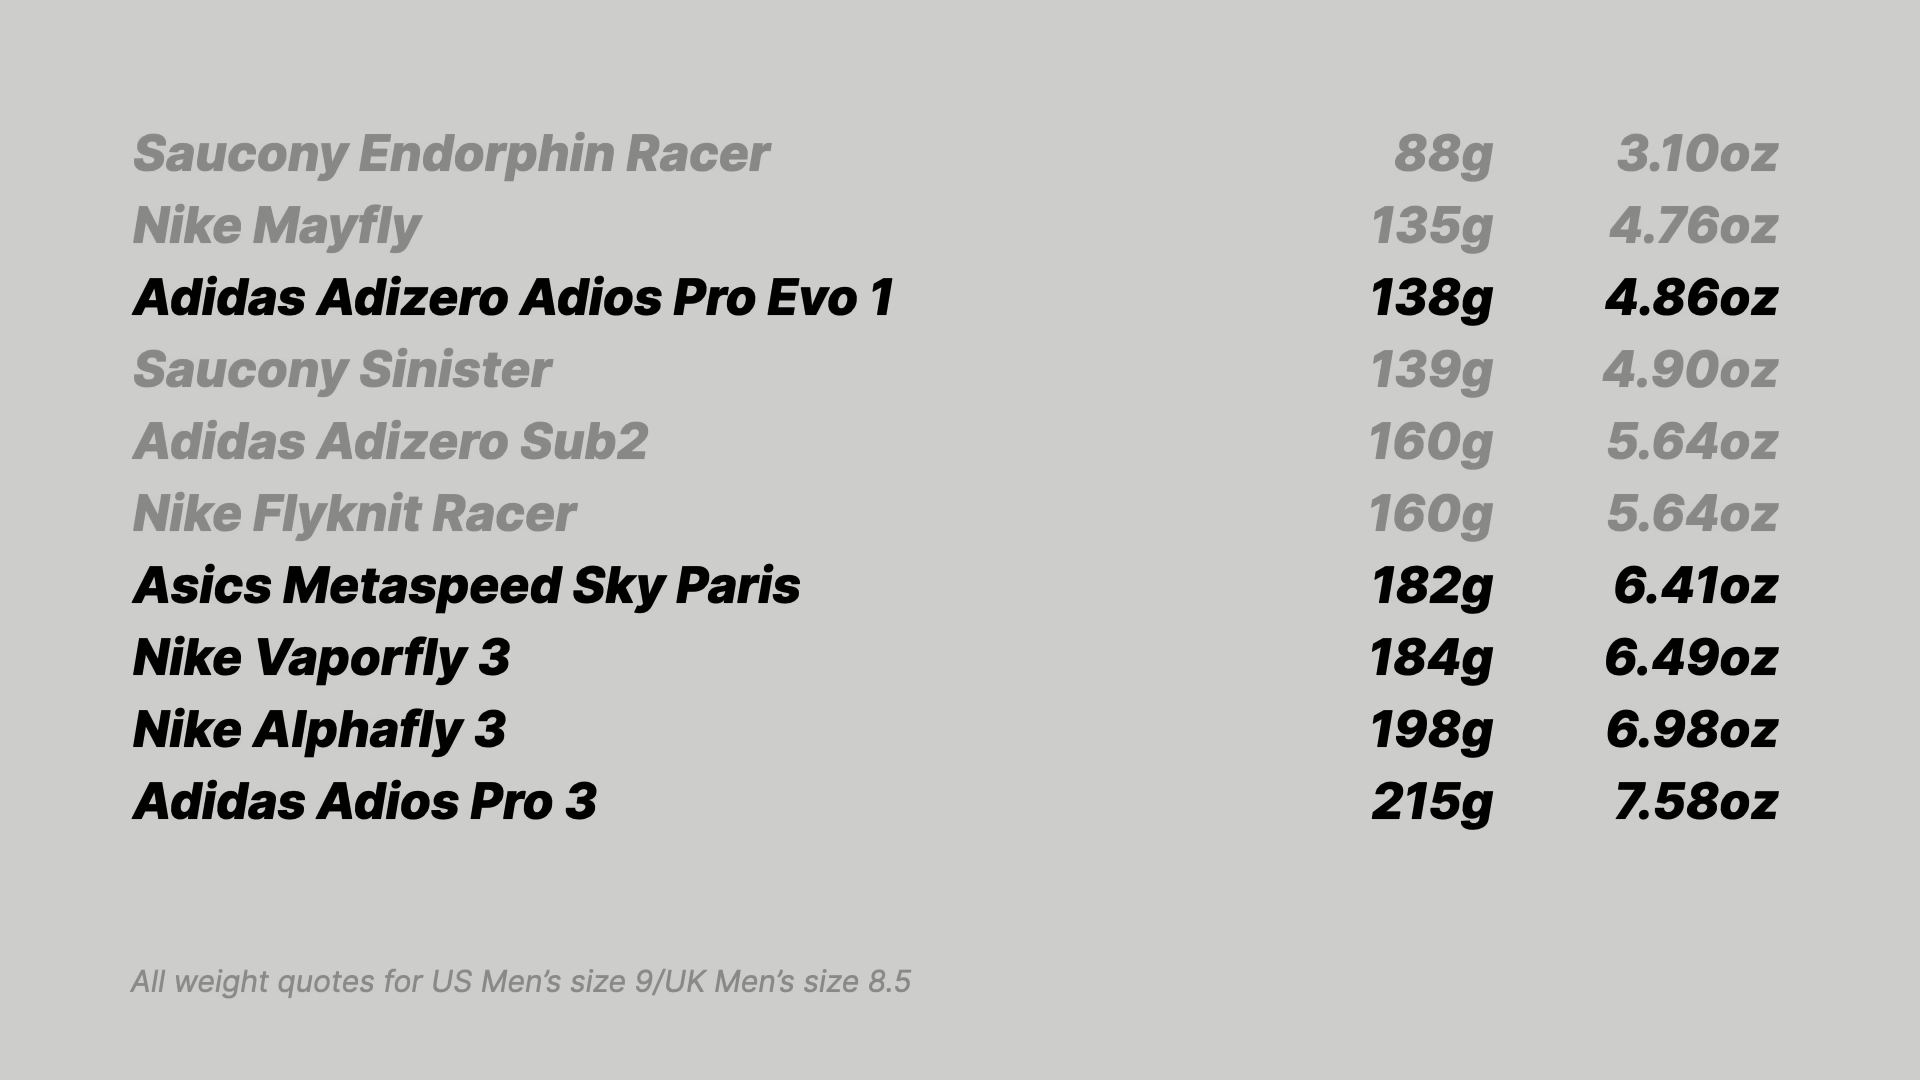 Saucony Endorphin Racer 88g 3.10oz
Nike Mayfly 135g 4.76oz
Adidas Adizero Adios Pro Evo 1 138g 4.86oz
Saucony Sinister 139g 4.90oz
Adidas Adizero Sub2 160g 5.64oz
Nike Flyknit Racer 160g 5.64oz
Asics Metaspeed Sky Paris 182g 6.41oz
Nike Vaporfly 3 184g 6.49oz
Nike Alphafly 3 198g 6.98oz
Adidas Adios Pro 3 215g 7.58oz
All weight quotes for US Men’s size 9/UK Men’s size 8.5